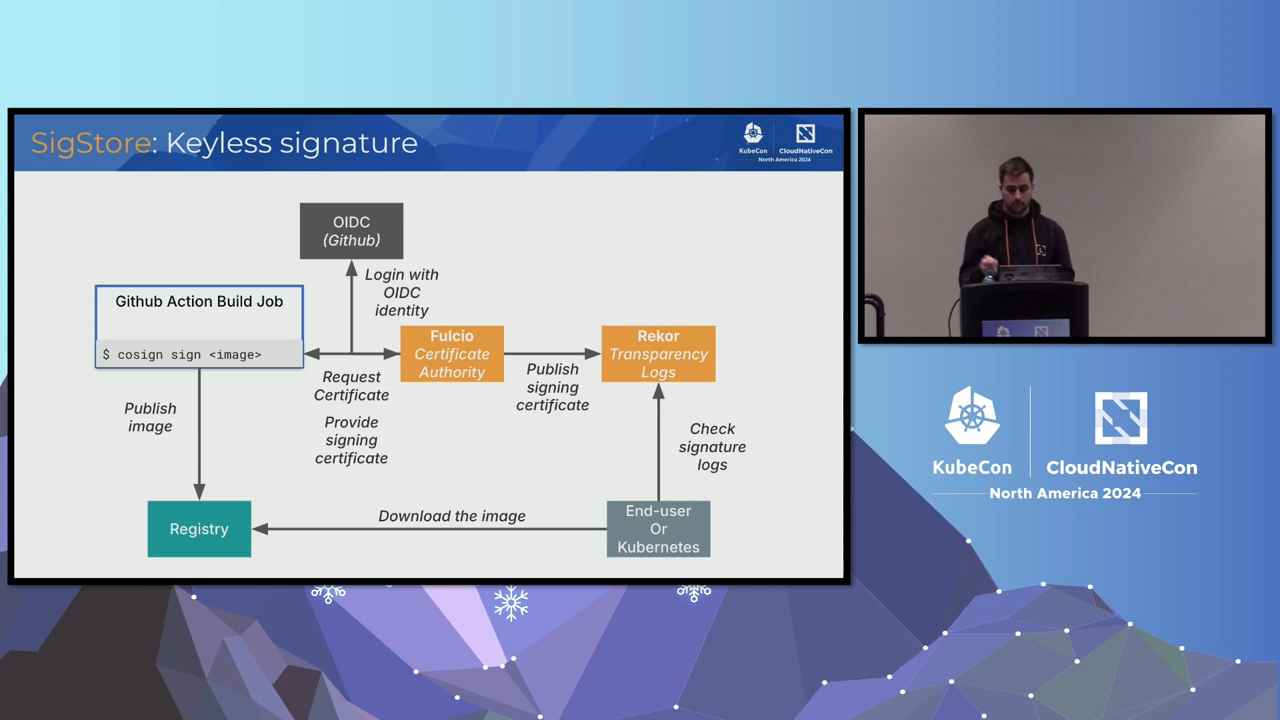 SigStore: Keyless signature
KubeCon
CloudNativeCon
North America 2024
OIDC
(Github)
Login with
OIDC
identity
Github Action Build Job
$ cosign sign <image>
Fulcio
Certificate
Authority
Rekor
Transparency
Logs
Request
Certificate
Provide
signing
certificate
Publish
signing
certificate
Publish
image
Check
signature
logs
Registry
Download the image
End-user
Or
Kubernetes
KubeCon
CloudNativeCon
North America 2024